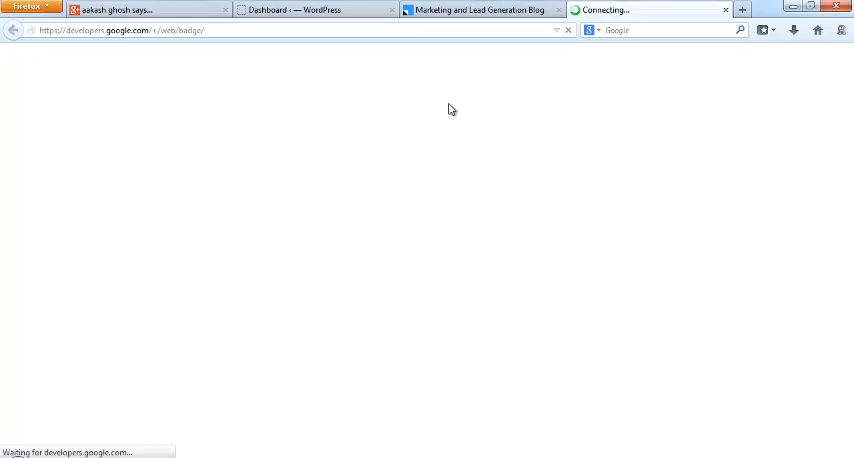 Firefox
aakash ghosh says...
Dashboard ‹ — WordPress
Marketing and Lead Generation Blog
Connecting...
https://developers.google.com/+/web/badge/
Google
Waiting for developers.google.com...